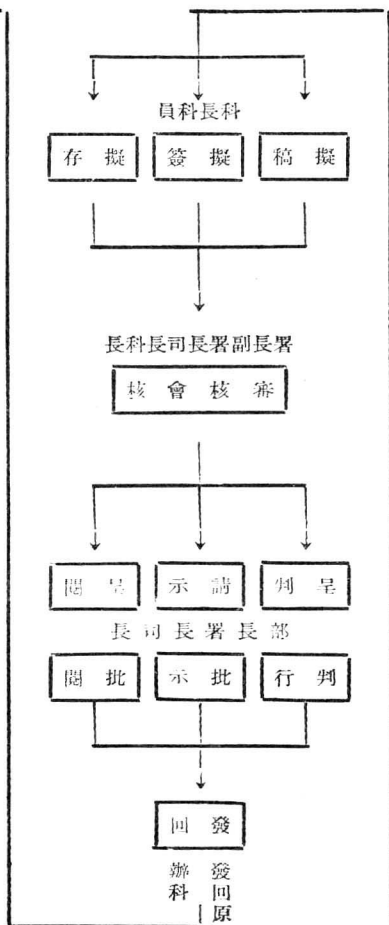 科長科員
擬稿
擬簽
擬存
署長副署長司長科長
審核會核
呈判
請示
呈閱
部長署長司長
判行
批示
批閱
發回
發回原
辦科